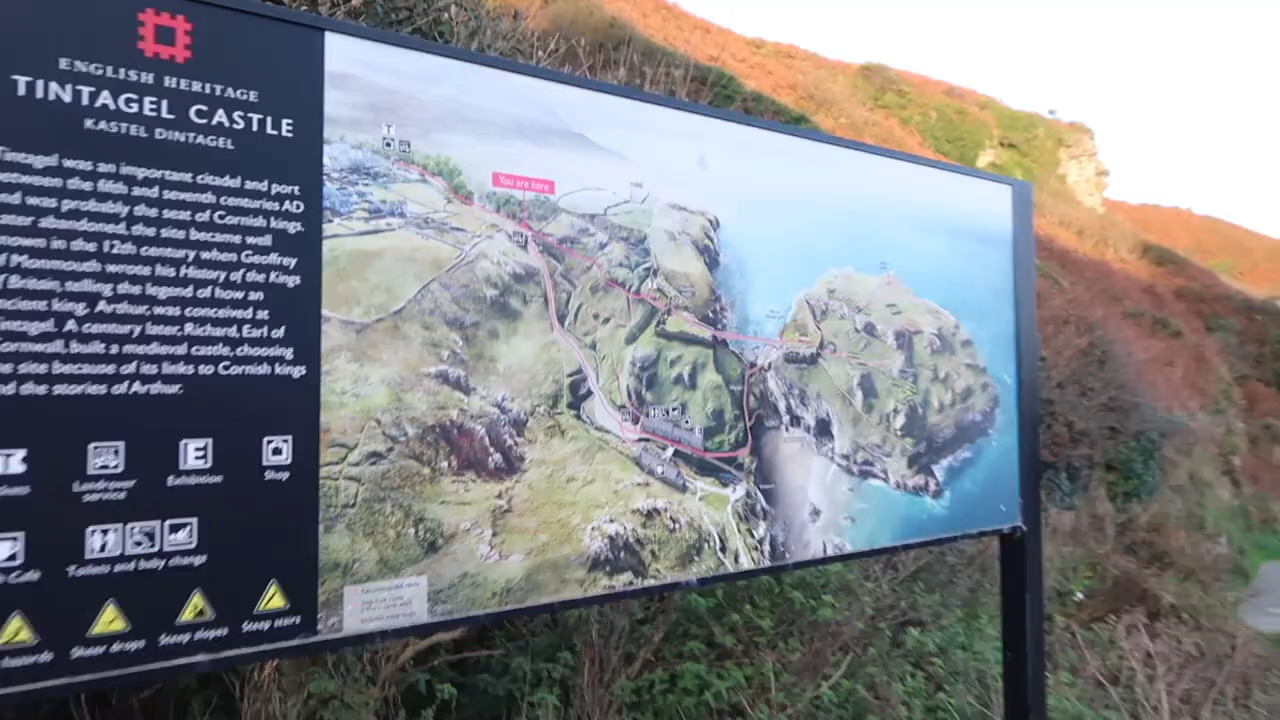 ENGLISH HERITAGE
TINTAGEL CASTLE
KASTEL DINTAGEL
Tintagel was an important citadel and port
between the fifth and seventh centuries AD
and was probably the seat of Cornish kings.
Later abandoned, the site became well
known in the 12th century when Geoffrey
of Monmouth wrote his History of the Kings
of Britain, telling the legend of how an
ancient king, Arthur, was conceived at
Tintagel. A century later, Richard, Earl of
Cornwall, built a medieval castle, choosing
the site because of its links to Cornish kings
and the stories of Arthur.
Landrover
service
Exhibition
Shop
Café
Toilets and baby change
Sheer drops
Steep slopes
Steep stairs
You are here